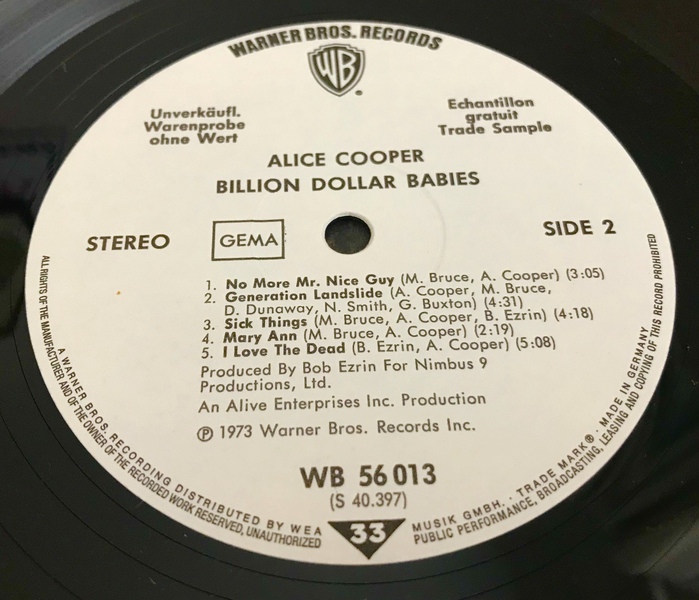 WARNER BROS. RECORDS
WB
Unverkäufl.
Warenprobe
ohne Wert
Echantillon
gratuit
Trade Sample
ALICE COOPER
BILLION DOLLAR BABIES
STEREO
GEMA
SIDE 2
1. No More Mr. Nice Guy (M. Bruce, A. Cooper) (3:05)
2. Generation Landslide (A. Cooper, M. Bruce,
D. Dunaway, N. Smith, G. Buxton) (4:31)
3. Sick Things (M. Bruce, A. Cooper, B. Ezrin) (4:18)
4. Mary Ann (M. Bruce, A. Cooper) (2:19)
5. I Love The Dead (B. Ezrin, A. Cooper) (5:08)
Produced By Bob Ezrin For Nimbus 9
Productions, Ltd.
An Alive Enterprises Inc. Production
℗ 1973 Warner Bros. Records Inc.
WB 56 013
(S 40.397)
33
A WARNER BROS. RECORDING DISTRIBUTED BY WEA MUSIK GMBH. · TRADE MARK® · MADE IN GERMANY
ALL RIGHTS OF THE MANUFACTURER AND OF THE OWNER OF THE RECORDED WORK RESERVED, UNAUTHORIZED PUBLIC PERFORMANCE, BROADCASTING, LEASING AND COPYING OF THIS RECORD PROHIBITED